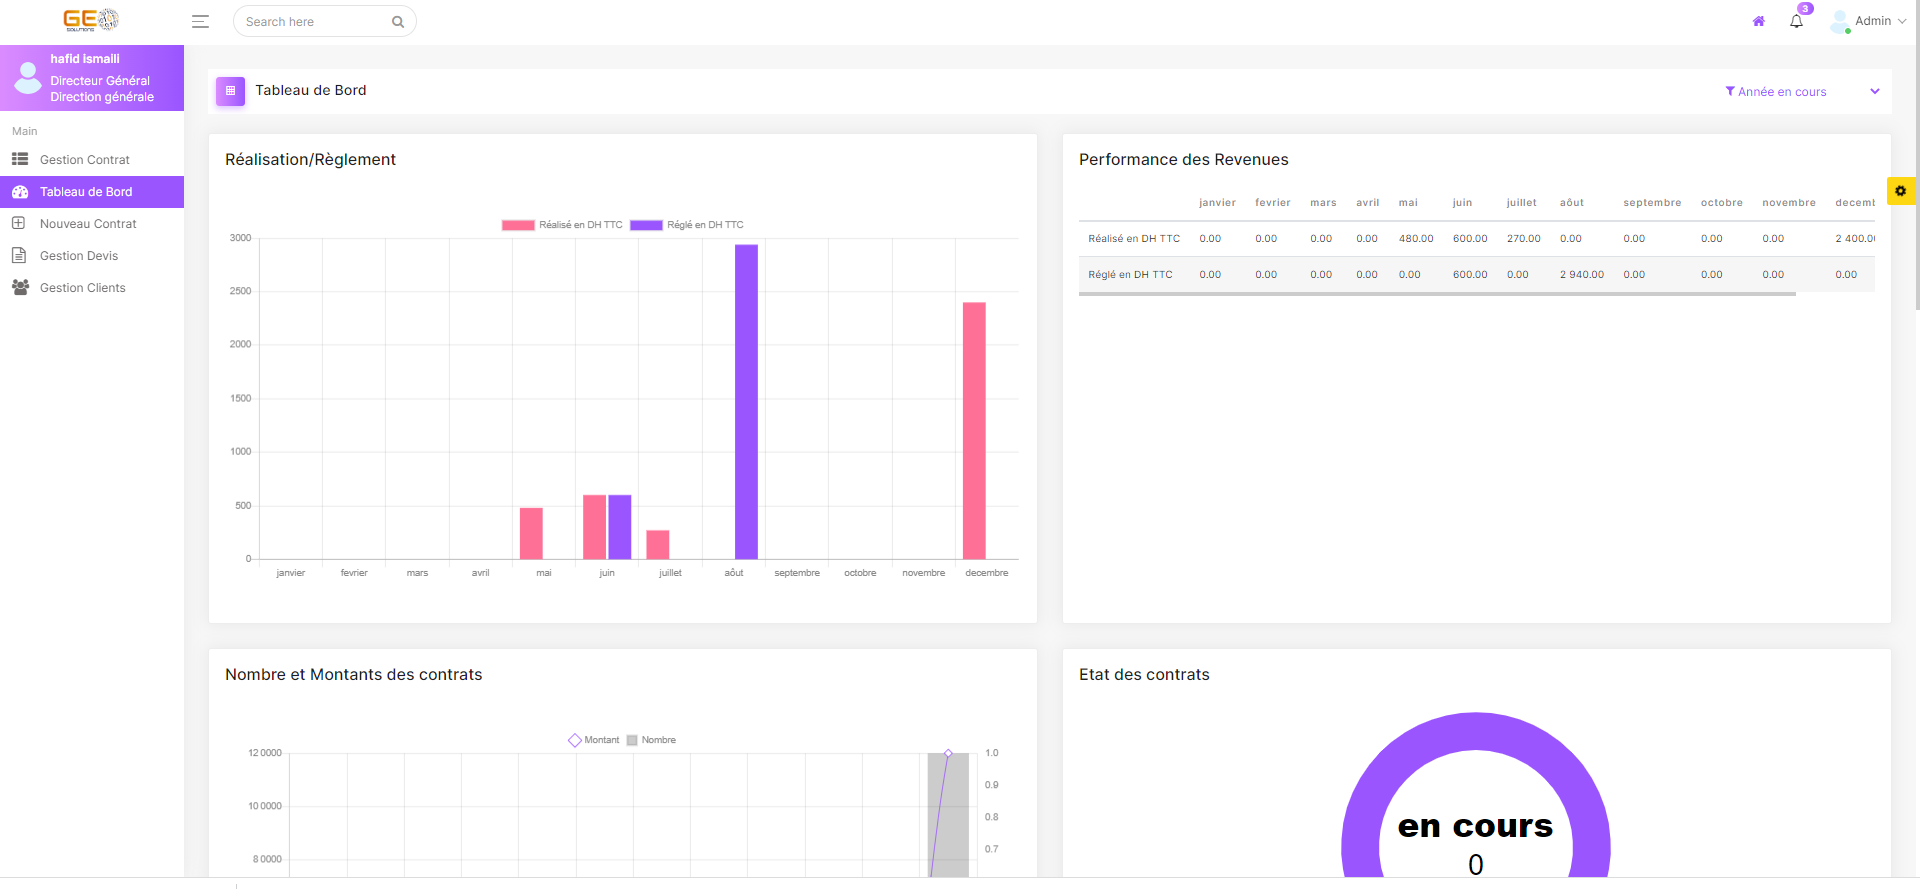 GEO
SOLUTIONS
Search here
3
Admin
hafid ismaili
Directeur Général
Direction générale
Main
Gestion Contrat
Tableau de Bord
Nouveau Contrat
Gestion Devis
Gestion Clients
Tableau de Bord
Année en cours
Réalisation/Règlement
Réalisé en DH TTC Réglé en DH TTC
3000
2500
2000
1500
1000
500
0
janvier fevrier mars avril mai juin juillet aôut septembre octobre novembre decembre
Performance des Revenues
janvier fevrier mars avril mai juin juillet aôut septembre octobre novembre decemb
Réalisé en DH TTC 0.00 0.00 0.00 0.00 480.00 600.00 270.00 0.00 0.00 0.00 0.00 2 400.00
Réglé en DH TTC 0.00 0.00 0.00 0.00 0.00 600.00 0.00 2 940.00 0.00 0.00 0.00 0.00
Nombre et Montants des contrats
Montant Nombre
12 0000 1.0
0.9
10 0000
0.8
0.7
8 0000
Etat des contrats
en cours
0